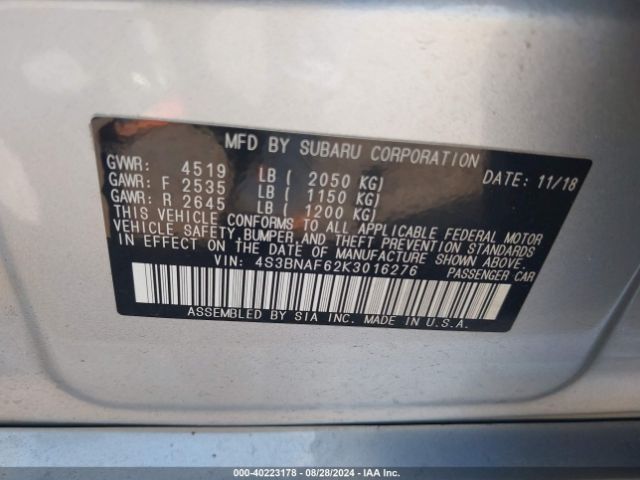 MFD BY SUBARU CORPORATION
GVWR: 4519 LB ( 2050 KG) DATE: 11/18
GAWR: F 2535 LB ( 1150 KG)
GAWR: R 2645 LB ( 1200 KG)
THIS VEHICLE CONFORMS TO ALL APPLICABLE FEDERAL MOTOR
VEHICLE SAFETY, BUMPER, AND THEFT PREVENTION STANDARDS
IN EFFECT ON THE DATE OF MANUFACTURE SHOWN ABOVE.
VIN: 4S3BNAF62K3016276 PASSENGER CAR
ASSEMBLED BY SIA INC. MADE IN U.S.A.
000-40223178 - 08/28/2024 - IAA Inc.